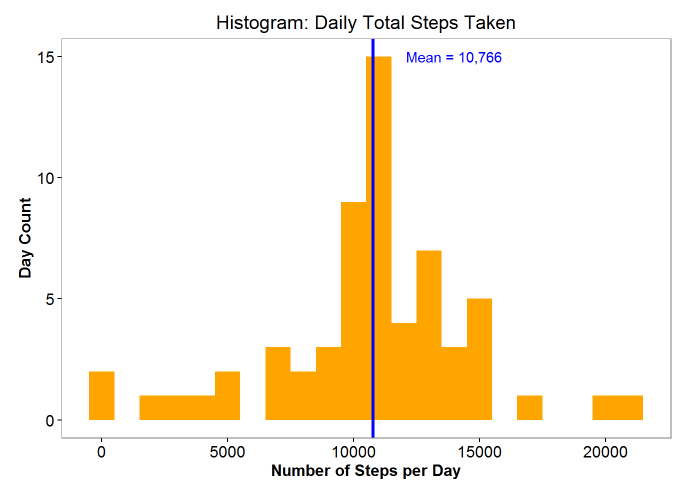 Histogram: Daily Total Steps Taken
Mean = 10,766
15
10
5
0
Day Count
0 5000 10000 15000 20000
Number of Steps per Day